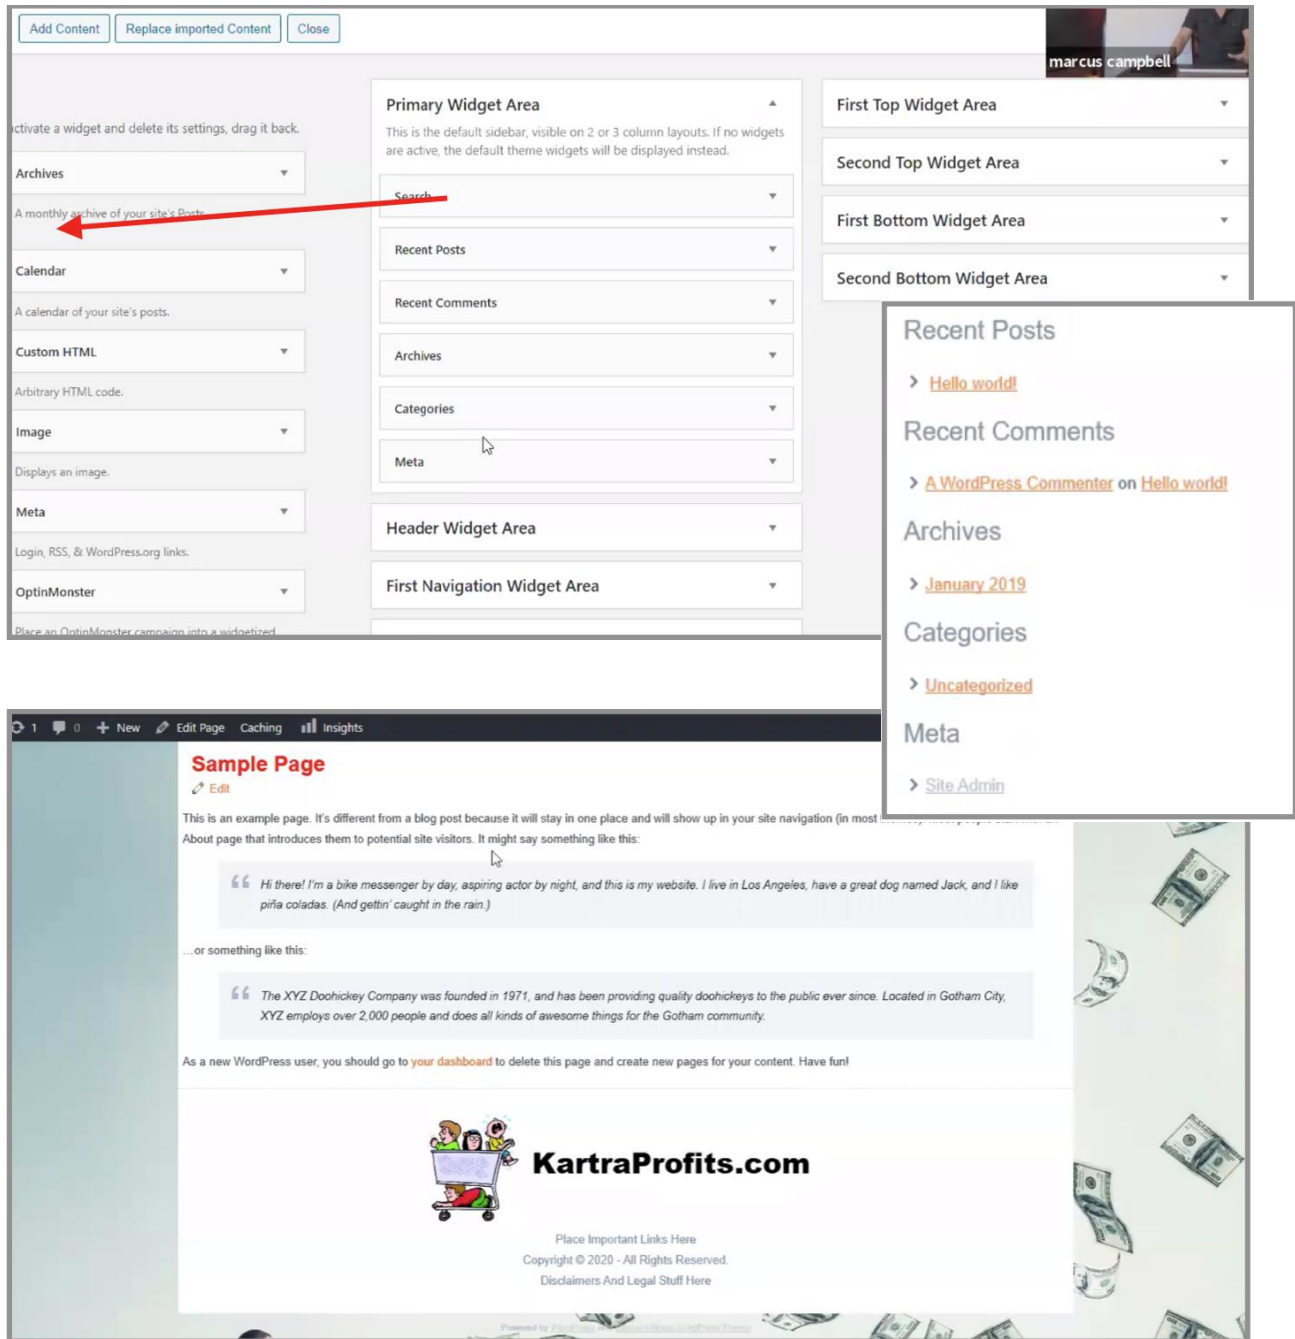 Add Content
Replace imported Content
Close
marcus campbell
ctivate a widget and delete its settings, drag it back.
Archives
A monthly archive of your site's Posts.
Calendar
A calendar of your site's posts.
Custom HTML
Arbitrary HTML code.
Image
Displays an image.
Meta
Login, RSS, & WordPress.org links.
OptinMonster
Place an OptinMonster campaign into a widgetized
Primary Widget Area
This is the default sidebar, visible on 2 or 3 column layouts. If no widgets
are active, the default theme widgets will be displayed instead.
Search
Recent Posts
Recent Comments
Archives
Categories
Meta
Header Widget Area
First Navigation Widget Area
First Top Widget Area
Second Top Widget Area
First Bottom Widget Area
Second Bottom Widget Area
Recent Posts
Hello world!
Recent Comments
A WordPress Commenter on Hello world!
Archives
January 2019
Categories
Uncategorized
Meta
Site Admin
1 0 New Edit Page Caching Insights
Sample Page
Edit
This is an example page. It's different from a blog post because it will stay in one place and will show up in your site navigation (in most
About page that introduces them to potential site visitors. It might say something like this:
Hi there! I'm a bike messenger by day, aspiring actor by night, and this is my website. I live in Los Angeles, have a great dog named Jack, and I like
piña coladas. (And gettin' caught in the rain.)
…or something like this:
The XYZ Doohickey Company was founded in 1971, and has been providing quality doohickeys to the public ever since. Located in Gotham City,
XYZ employs over 2,000 people and does all kinds of awesome things for the Gotham community.
As a new WordPress user, you should go to your dashboard to delete this page and create new pages for your content. Have fun!
KartraProfits.com
Place Important Links Here
Copyright © 2020 - All Rights Reserved.
Disclaimers And Legal Stuff Here
Powered by